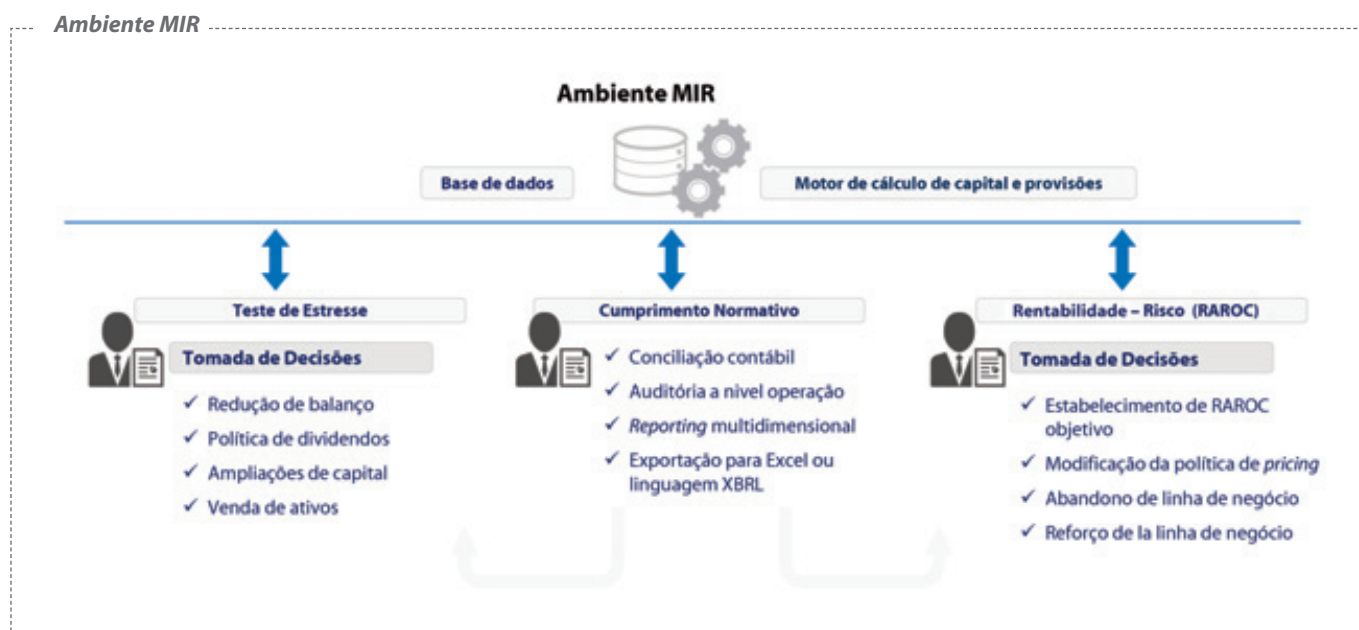 Ambiente MIR
Ambiente MIR
Base de dados
Motor de cálculo de capital e provisões
Teste de Estresse
Tomada de Decisões
✓ Redução de balanço
✓ Política de dividendos
✓ Ampliações de capital
✓ Venda de ativos
Cumprimento Normativo
✓ Conciliação contábil
✓ Auditória a nivel operação
✓ Reporting multidimensional
✓ Exportação para Excel ou
linguagem XBRL
Rentabilidade – Risco (RAROC)
Tomada de Decisões
✓ Estabelecimento de RAROC
objetivo
✓ Modificação da política de pricing
✓ Abandono de linha de negócio
✓ Reforço de la linha de negócio